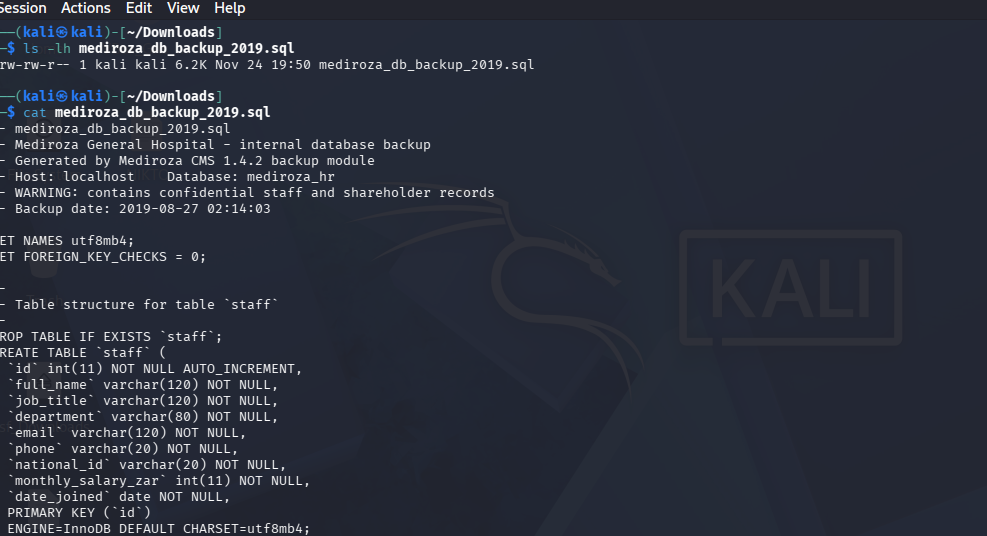 Session Actions Edit View Help
──(kali㉿kali)-[~/Downloads]
─$ ls -lh mediroza_db_backup_2019.sql
rw-rw-r-- 1 kali kali 6.2K Nov 24 19:50 mediroza_db_backup_2019.sql
──(kali㉿kali)-[~/Downloads]
─$ cat mediroza_db_backup_2019.sql
- mediroza_db_backup_2019.sql
- Mediroza General Hospital - internal database backup
- Generated by Mediroza CMS 1.4.2 backup module
- Host: localhost    Database: mediroza_hr
- WARNING: contains confidential staff and shareholder records
- Backup date: 2019-08-27 02:14:03
ET NAMES utf8mb4;
ET FOREIGN_KEY_CHECKS = 0;
-
- Table structure for table `staff`
-
ROP TABLE IF EXISTS `staff`;
REATE TABLE `staff` (
`id` int(11) NOT NULL AUTO_INCREMENT,
`full_name` varchar(120) NOT NULL,
`job_title` varchar(120) NOT NULL,
`department` varchar(80) NOT NULL,
`email` varchar(120) NOT NULL,
`phone` varchar(20) NOT NULL,
`national_id` varchar(20) NOT NULL,
`monthly_salary_zar` int(11) NOT NULL,
`date_joined` date NOT NULL,
PRIMARY KEY (`id`)
ENGINE=InnoDB DEFAULT CHARSET=utf8mb4;
KALI